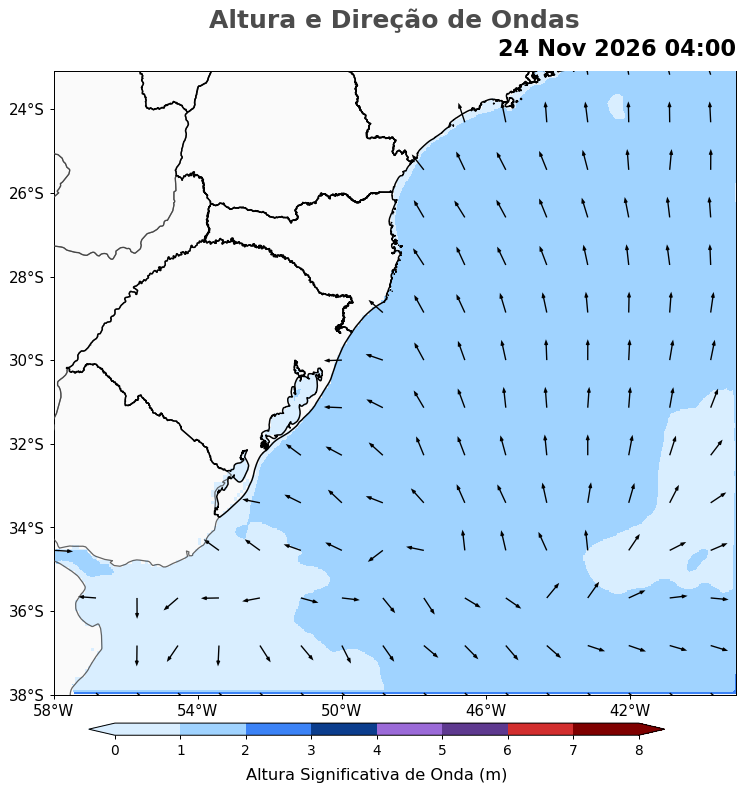 Altura e Direção de Ondas
24 Nov 2026 04:00
24°S
26°S
28°S
30°S
32°S
34°S
36°S
38°S
58°W 54°W 50°W 46°W 42°W
0 1 2 3 4 5 6 7 8
Altura Significativa de Onda (m)